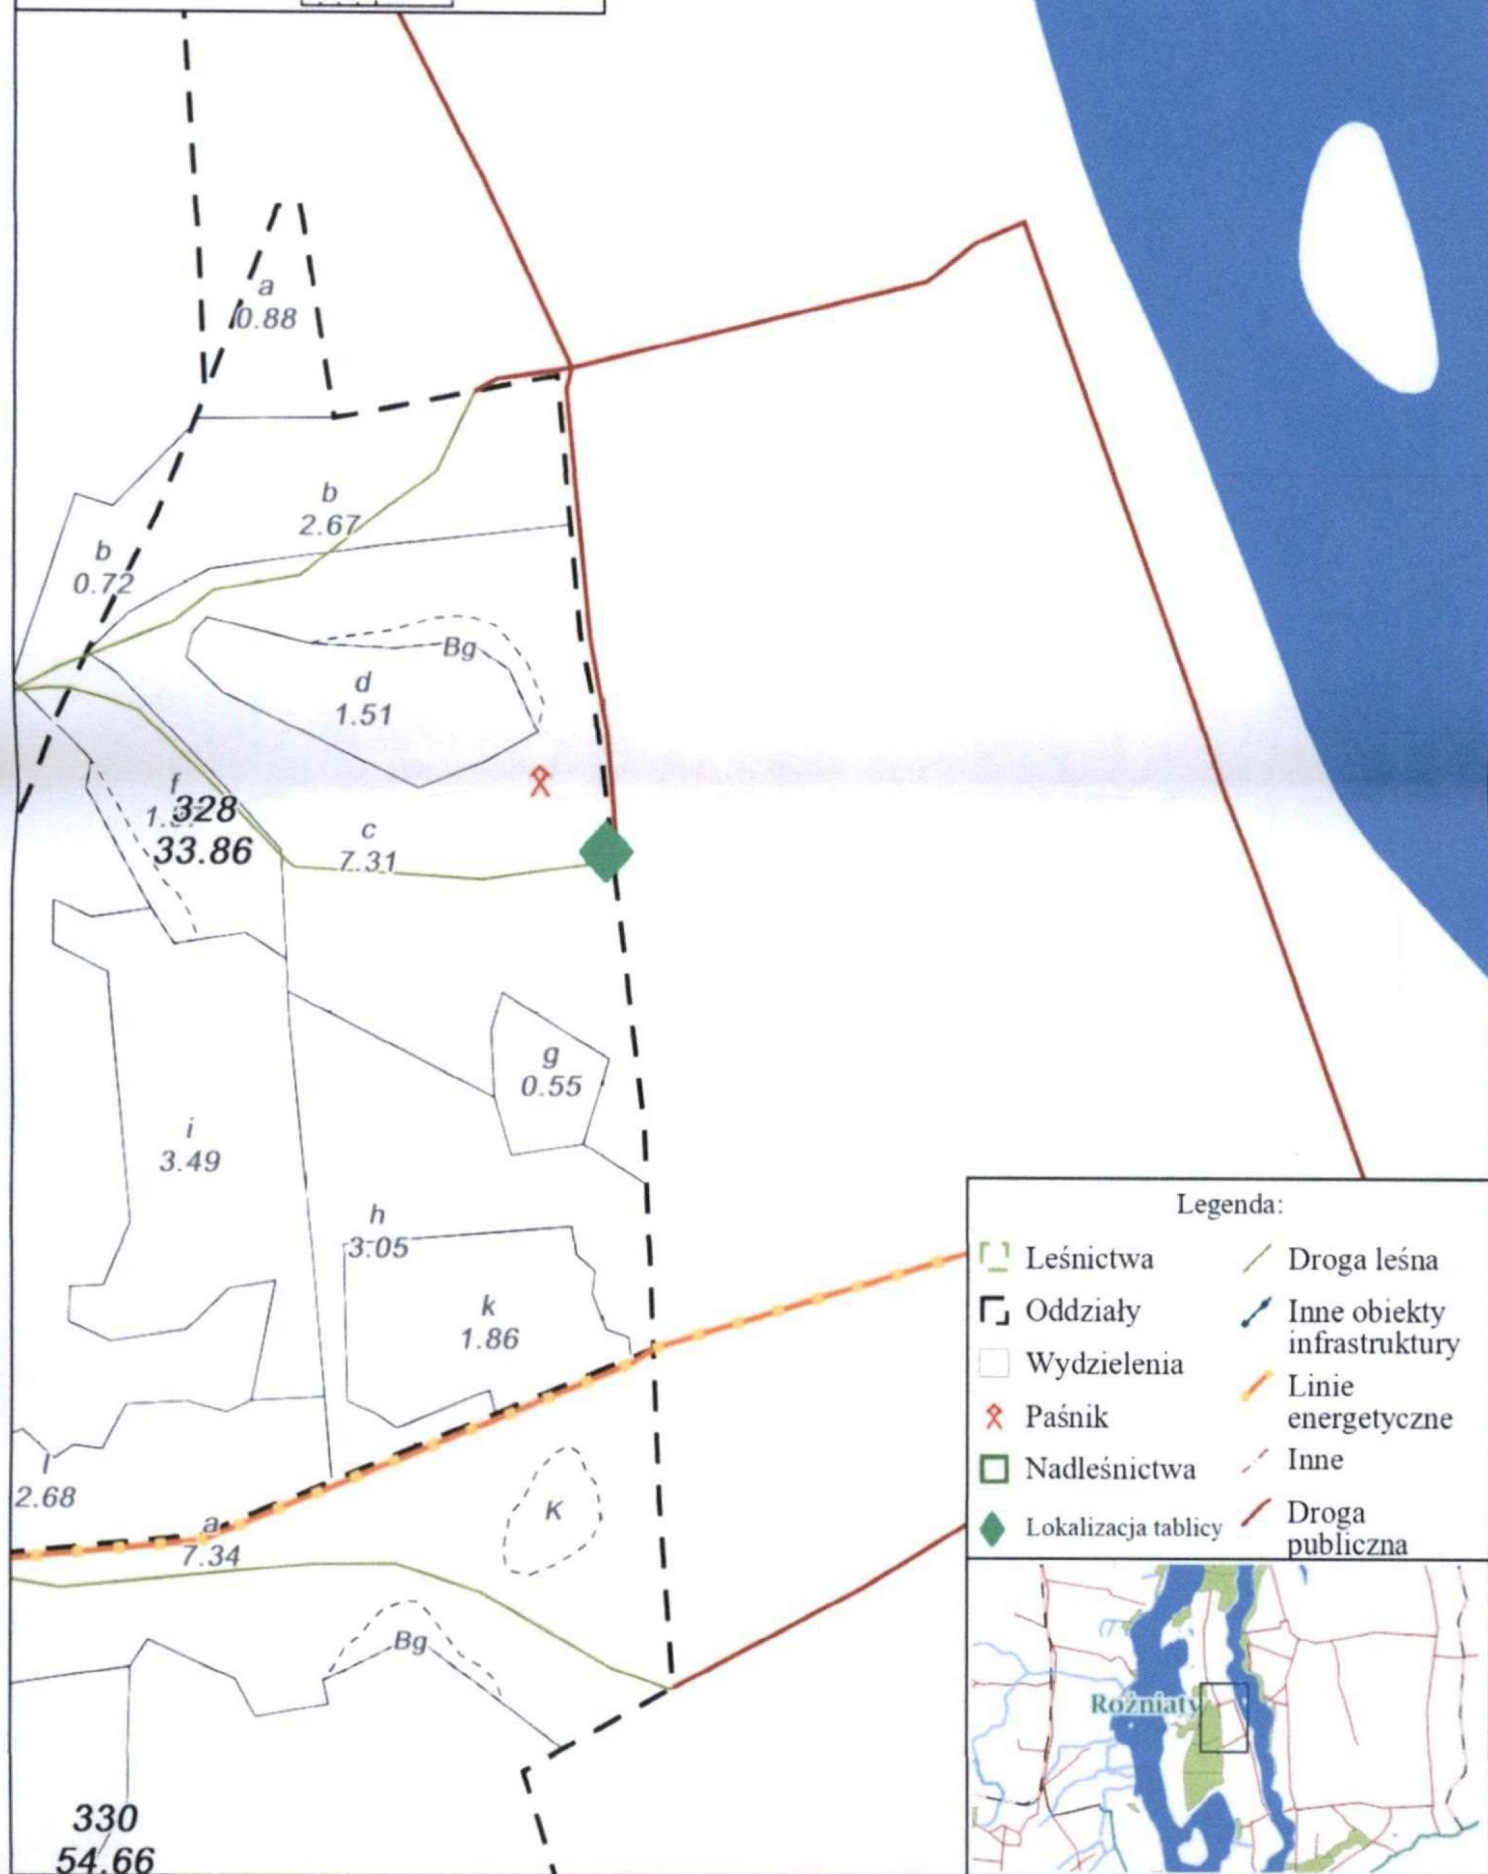 a
0.88
b
2.67
b
0.72
Bg
d
1.51
f
328
33.86
c
7.31
g
0.55
i
3.49
h
3.05
k
1.86
l
2.68
a
7.34
K
Bg
330
54.66
Legenda:
Leśnictwa
Oddziały
Wydzielenia
Paśnik
Nadleśnictwa
Lokalizacja tablicy
Droga leśna
Inne obiekty
infrastruktury
Linie
energetyczne
Inne
Droga
publiczna
Rożniaty